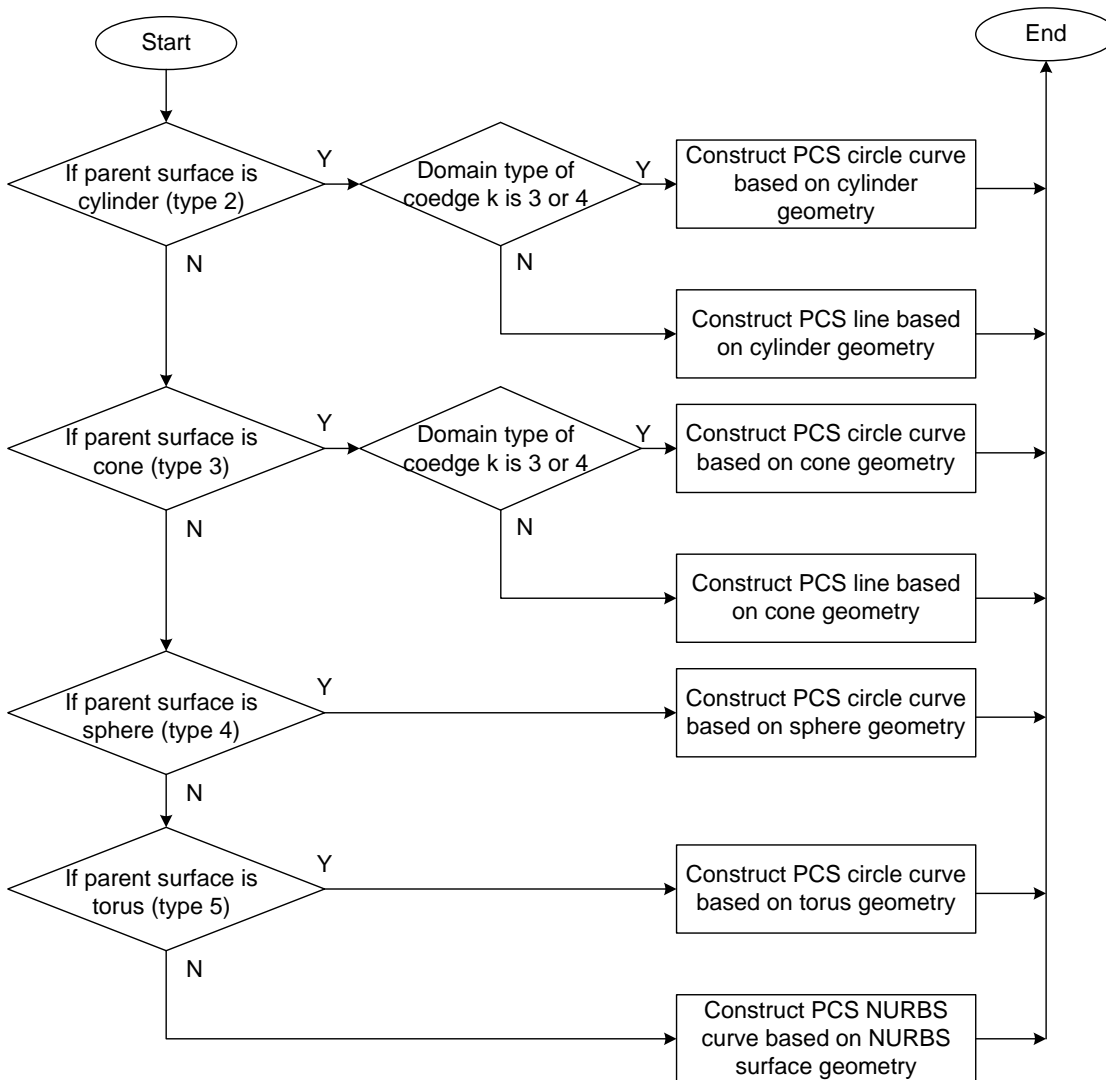 Start
End
If parent surface is
cylinder (type 2)
Y
Domain type of
coedge k is 3 or 4
Y
Construct PCS circle curve
based on cylinder
geometry
N
N
Construct PCS line based
on cylinder geometry
If parent surface is
cone (type 3)
Y
Domain type of
coedge k is 3 or 4
Y
Construct PCS circle curve
based on cone geometry
N
N
Construct PCS line based
on cone geometry
If parent surface is
sphere (type 4)
Y
Construct PCS circle curve
based on sphere geometry
N
If parent surface is
torus (type 5)
Y
Construct PCS circle curve
based on torus geometry
N
Construct PCS NURBS
curve based on NURBS
surface geometry